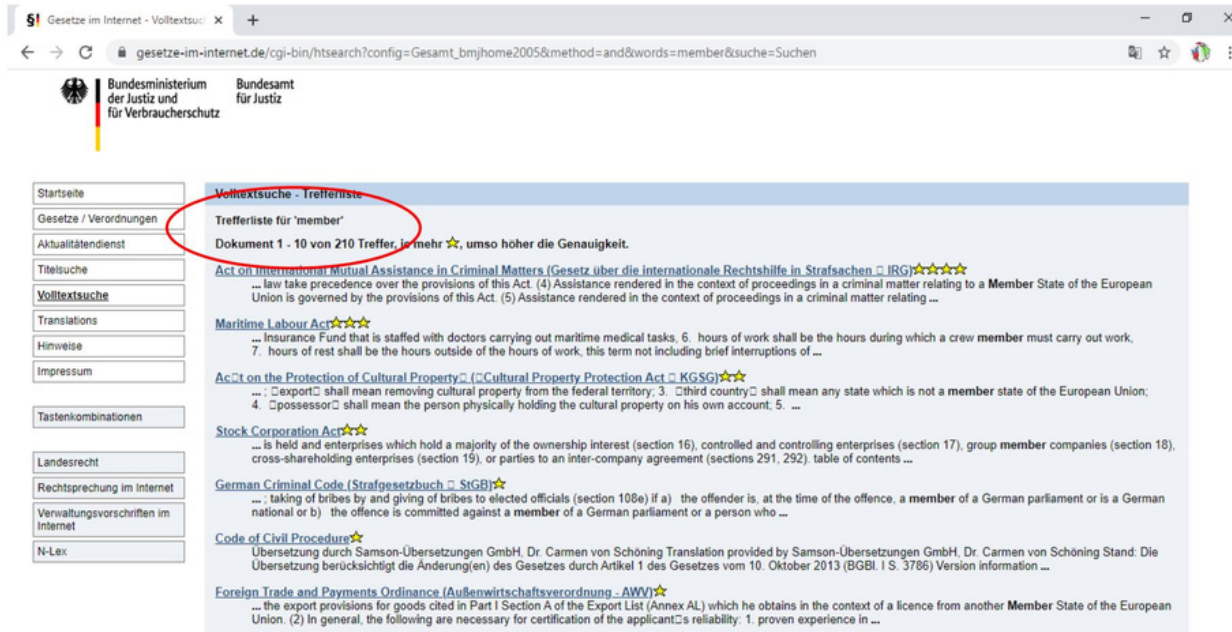 §! Gesetze im Internet - Volltextsuc × +
gesetze-im-internet.de/cgi-bin/htsearch?config=Gesamt_bmjhome2005&method=and&words=member&suche=Suchen
Bundesministerium
der Justiz und
für Verbraucherschutz
Bundesamt
für Justiz
Startseite
Gesetze / Verordnungen
Aktualitätendienst
Titelsuche
Volltextsuche
Translations
Hinweise
Impressum
Tastenkombinationen
Landesrecht
Rechtsprechung im Internet
Verwaltungsvorschriften im
Internet
N-Lex
Volltextsuche - Trefferliste
Trefferliste für 'member'
Dokument 1 - 10 von 210 Treffer, je mehr ☆, umso höher die Genauigkeit.
Act on International Mutual Assistance in Criminal Matters (Gesetz über die internationale Rechtshilfe in Strafsachen □ IRG)☆☆☆☆
... law take precedence over the provisions of this Act. (4) Assistance rendered in the context of proceedings in a criminal matter relating to a Member State of the European
Union is governed by the provisions of this Act. (5) Assistance rendered in the context of proceedings in a criminal matter relating ...
Maritime Labour Act☆☆☆
... Insurance Fund that is staffed with doctors carrying out maritime medical tasks, 6. hours of work shall be the hours during which a crew member must carry out work,
7. hours of rest shall be the hours outside of the hours of work, this term not including brief interruptions of ...
Ac□t on the Protection of Cultural Property□ (□Cultural Property Protection Act □ KGSG)☆☆
... ; □export□ shall mean removing cultural property from the federal territory; 3. □third country□ shall mean any state which is not a member state of the European Union;
4. □possessor□ shall mean the person physically holding the cultural property on his own account; 5. ...
Stock Corporation Act☆☆
... is held and enterprises which hold a majority of the ownership interest (section 16), controlled and controlling enterprises (section 17), group member companies (section 18),
cross-shareholding enterprises (section 19), or parties to an inter-company agreement (sections 291, 292). table of contents ...
German Criminal Code (Strafgesetzbuch □ StGB)☆
... ; taking of bribes by and giving of bribes to elected officials (section 108e) if a) the offender is, at the time of the offence, a member of a German parliament or is a German
national or b) the offence is committed against a member of a German parliament or a person who ...
Code of Civil Procedure☆
Übersetzung durch Samson-Übersetzungen GmbH, Dr. Carmen von Schöning Translation provided by Samson-Übersetzungen GmbH, Dr. Carmen von Schöning Stand: Die
Übersetzung berücksichtigt die Änderung(en) des Gesetzes durch Artikel 1 des Gesetzes vom 10. Oktober 2013 (BGBl. I S. 3786) Version information ...
Foreign Trade and Payments Ordinance (Außenwirtschaftsverordnung - AWV)☆
... the export provisions for goods cited in Part I Section A of the Export List (Annex AL) which he obtains in the context of a licence from another Member State of the European
Union. (2) In general, the following are necessary for certification of the applicant□s reliability: 1. proven experience in ...